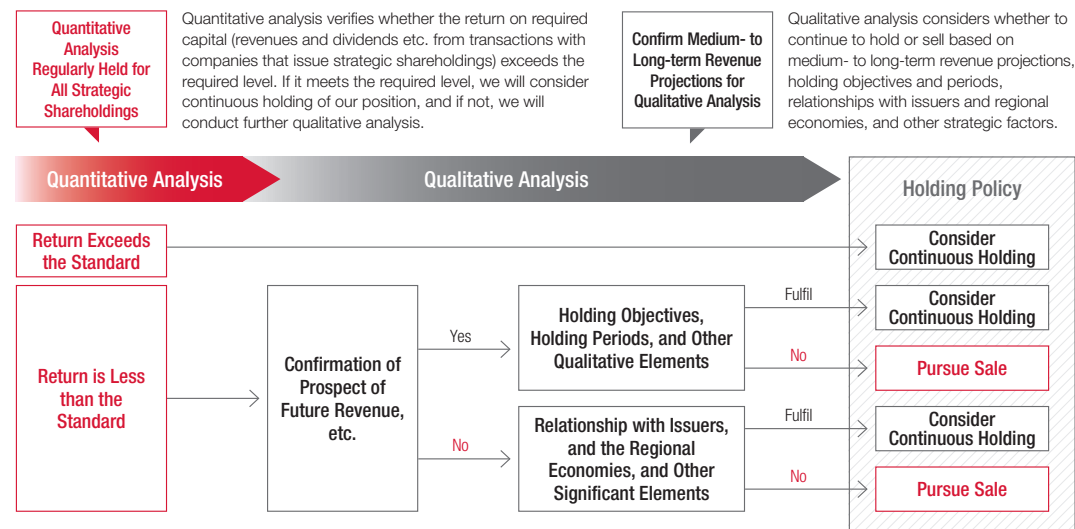 Quantitative
Analysis
Regularly Held for
All Strategic
Shareholdings
Quantitative analysis verifies whether the return on required
capital (revenues and dividends etc. from transactions with
companies that issue strategic shareholdings) exceeds the
required level. If it meets the required level, we will consider
continuous holding of our position, and if not, we will
conduct further qualitative analysis.
Confirm Medium- to
Long-term Revenue
Projections for
Qualitative Analysis
Qualitative analysis considers whether to
continue to hold or sell based on
medium- to long-term revenue projections,
holding objectives and periods,
relationships with issuers and regional
economies, and other strategic factors.
Quantitative Analysis
Qualitative Analysis
Holding Policy
Return Exceeds
the Standard
Consider
Continuous Holding
Return is Less
than the
Standard
Confirmation of
Prospect of
Future Revenue,
etc.
Yes
Holding Objectives,
Holding Periods, and Other
Qualitative Elements
Fulfil
Consider
Continuous Holding
No
Pursue Sale
No
Relationship with Issuers,
and the Regional
Economies, and Other
Significant Elements
Fulfil
Consider
Continuous Holding
No
Pursue Sale